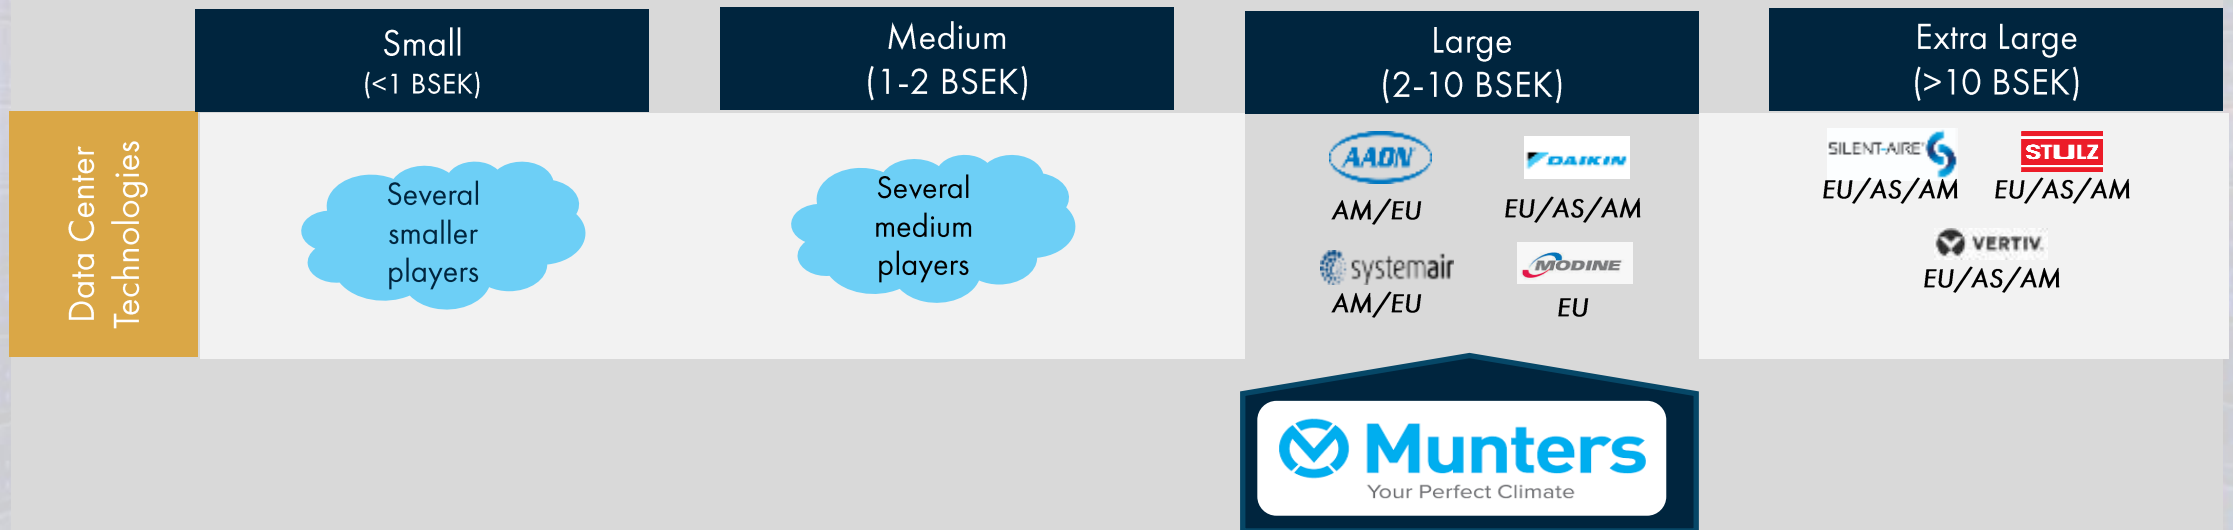 Small
(<1 BSEK)
Medium
(1-2 BSEK)
Large
(2-10 BSEK)
Extra Large
(>10 BSEK)
Data Center
Technologies
Several
smaller
players
Several
medium
players
AAON
AM/EU
DAIKIN
EU/AS/AM
systemair
AM/EU
MODINE
EU
SILENT-AIRE
EU/AS/AM
STULZ
EU/AS/AM
VERTIV
EU/AS/AM
Munters
Your Perfect Climate